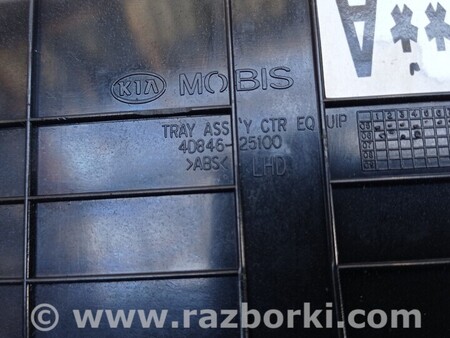 A**
KIA MOBIS
TRAY ASS'Y CTR EQUIP
4D846-25100
>ABS< LHD
© www.razborki.com